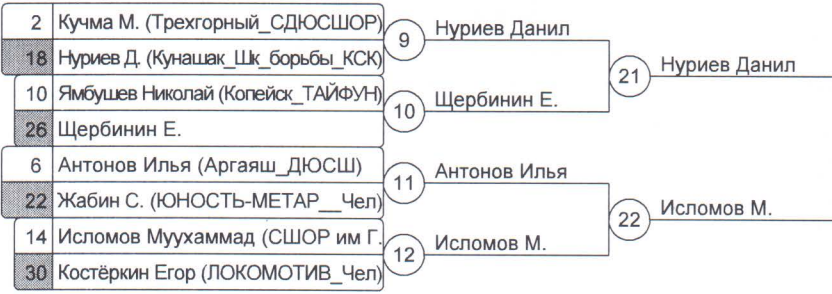 2 Кучма М. (Трехгорный_СДЮСШОР)
18 Нуриев Д. (Кунашак_Шк_борьбы_КСК)
9 Нуриев Данил
10 Ямбушев Николай (Копейск_ТАЙФУН)
26 Щербинин Е.
10 Щербинин Е.
21 Нуриев Данил
6 Антонов Илья (Аргаяш_ДЮСШ)
22 Жабин С. (ЮНОСТЬ-МЕТАР__Чел)
11 Антонов Илья
14 Исломов Муухаммад (СШОР им Г.
30 Костёркин Егор (ЛОКОМОТИВ_Чел)
12 Исломов М.
22 Исломов М.